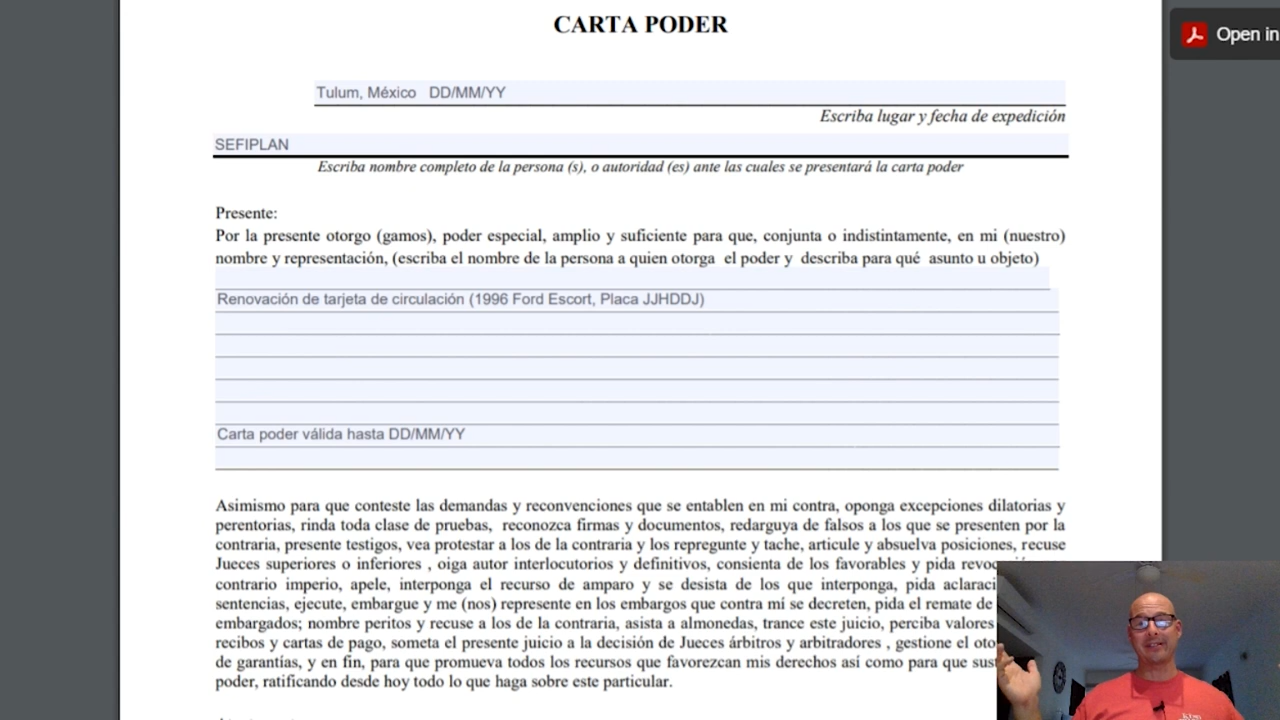 CARTA PODER
Open in
Tulum, México DD/MM/YY
Escriba lugar y fecha de expedición
SEFIPLAN
Escriba nombre completo de la persona (s), o autoridad (es) ante las cuales se presentará la carta poder
Presente:
Por la presente otorgo (gamos), poder especial, amplio y suficiente para que, conjunta o indistintamente, en mi (nuestro)
nombre y representación, (escriba el nombre de la persona a quien otorga el poder y describa para qué asunto u objeto)
Renovación de tarjeta de circulación (1996 Ford Escort, Placa JJHDDJ)
Carta poder válida hasta DD/MM/YY
Asimismo para que conteste las demandas y reconvenciones que se entablen en mi contra, oponga excepciones dilatorias y
perentorias, rinda toda clase de pruebas, reconozca firmas y documentos, redarguya de falsos a los que se presenten por la
contraria, presente testigos, vea protestar a los de la contraria y los repregunte y tache, articule y absuelva posiciones, recuse
Jueces superiores o inferiores , oiga autor interlocutorios y definitivos, consienta de los favorables y pida
contrario imperio, apele, interponga el recurso de amparo y se desista de los que interponga, pida
sentencias, ejecute, embargue y me (nos) represente en los embargos que contra mí se decreten, pida el remate de
embargados; nombre peritos y recuse a los de la contraria, asista a almonedas, trance este juicio, perciba valores
recibos y cartas de pago, someta el presente juicio a la decisión de Jueces árbitros y arbitradores , gestione el
de garantías, y en fin, para que promueva todos los recursos que favorezcan mis derechos así como para que
poder, ratificando desde hoy todo lo que haga sobre este particular.